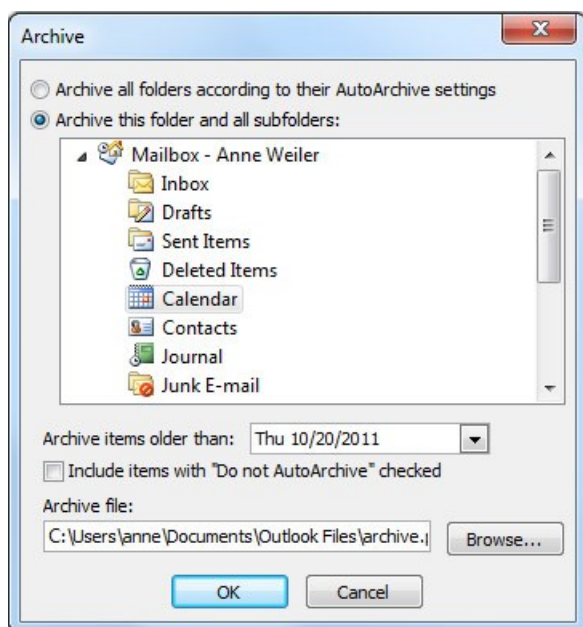 Archive
Archive all folders according to their AutoArchive settings
Archive this folder and all subfolders:
Mailbox - Anne Weiler
Inbox
Drafts
Sent Items
Deleted Items
Calendar
Contacts
Journal
Junk E-mail
Archive items older than: Thu 10/20/2011
Include items with "Do not AutoArchive" checked
Archive file:
C:\Users\anne\Documents\Outlook Files\archive.p Browse...
OK Cancel